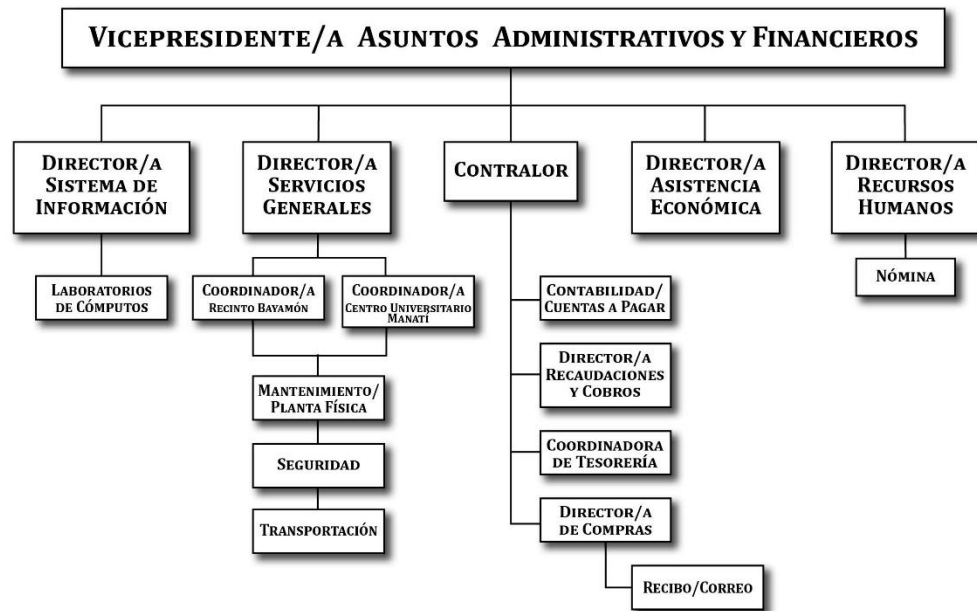 VICEPRESIDENTE/A ASUNTOS ADMINISTRATIVOS Y FINANCIEROS
DIRECTOR/A
SISTEMA DE
INFORMACIÓN
DIRECTOR/A
SERVICIOS
GENERALES
CONTRALOR
DIRECTOR/A
ASISTENCIA
ECONÓMICA
DIRECTOR/A
RECURSOS
HUMANOS
LABORATORIOS
DE CÓMPUTOS
COORDINADOR/A
RECINTO BAYAMÓN
COORDINADOR/A
CENTRO UNIVERSITARIO
MANATÍ
NÓMINA
CONTABILIDAD/
CUENTAS A PAGAR
DIRECTOR/A
RECAUDACIONES
Y COBROS
MANTENIMIENTO/
PLANTA FÍSICA
SEGURIDAD
COORDINADORA
DE TESORERÍA
TRANSPORTACIÓN
DIRECTOR/A
DE COMPRAS
RECIBO/CORREO